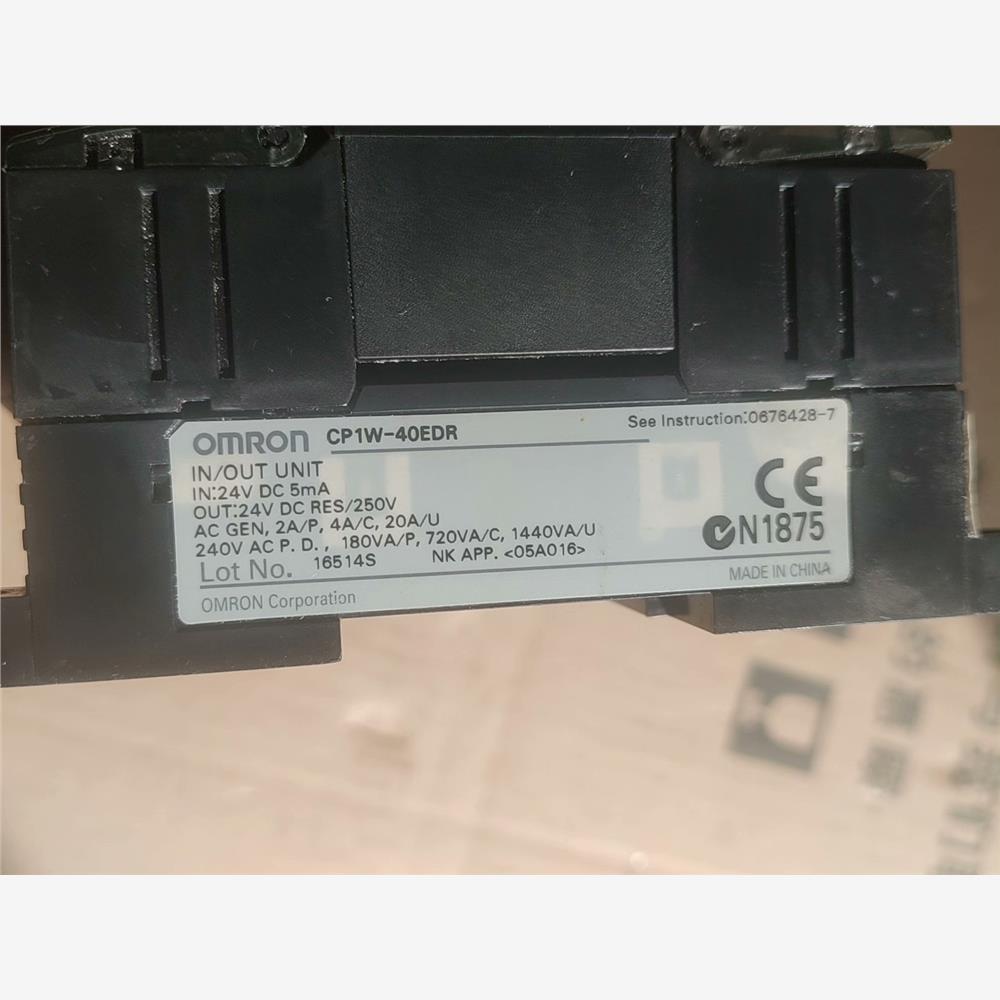 OMRON CP1W-40EDR
See Instruction:0676428-7
IN/OUT UNIT
IN:24V DC 5mA
OUT:24V DC RES/250V
AC GEN, 2A/P, 4A/C, 20A/U
240V AC P. D. , 180VA/P, 720VA/C, 1440VA/U
Lot No. 16514S NK APP. <05A016>
CE
N1875
OMRON Corporation
MADE IN CHINA